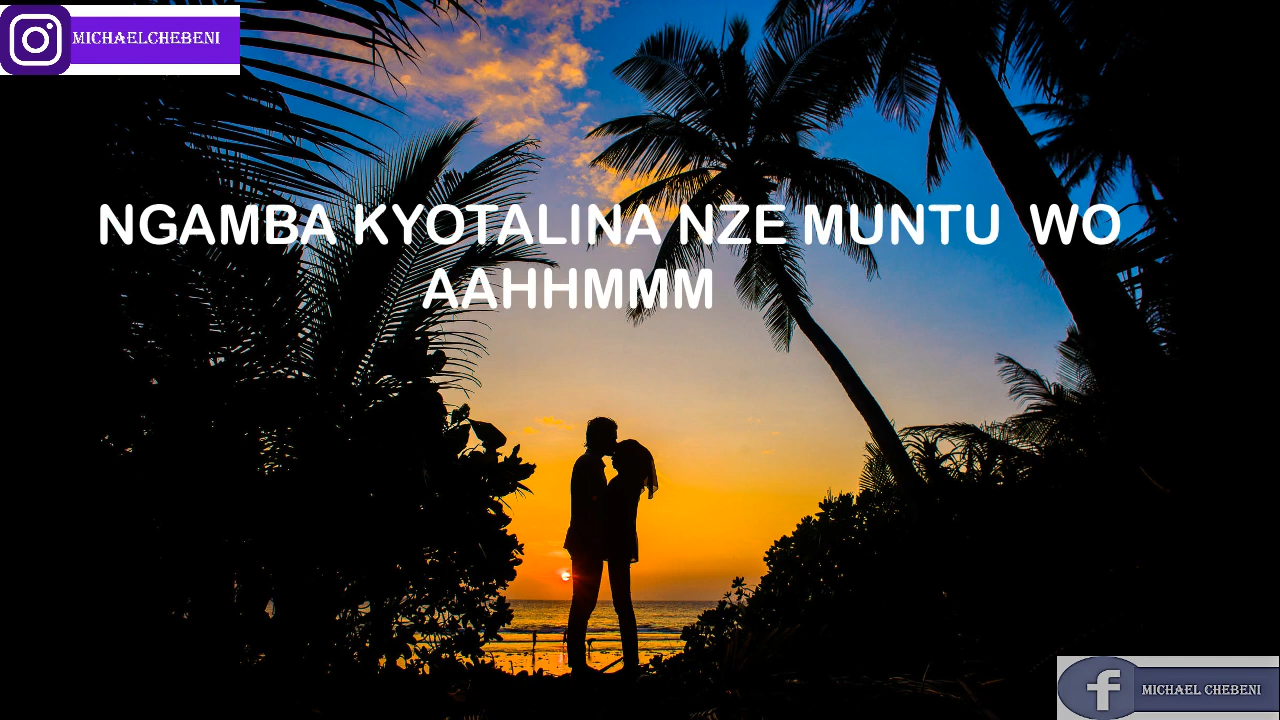 MICHAELCHEBENI
NGAMBA KYOTALINA NZE MUNTU WO
AAHHMMM
MICHAEL CHEBENI